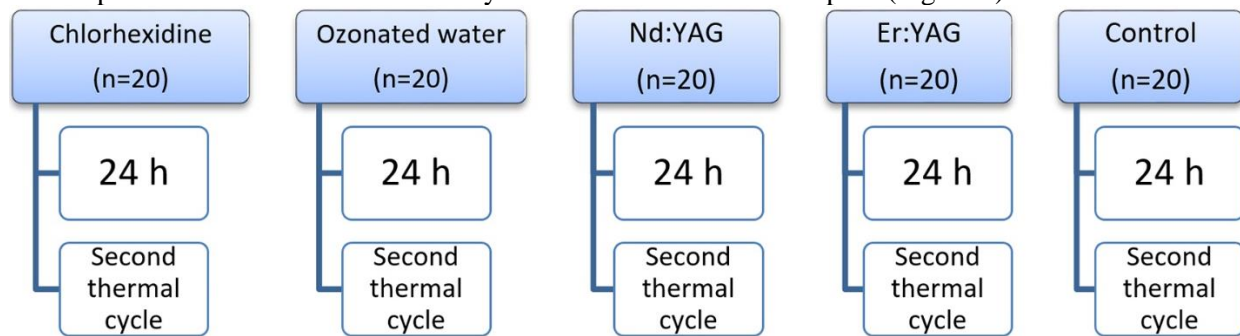 Chlorhexidine
(n=20)
24 h
Second
thermal
cycle
Ozonated water
(n=20)
24 h
Second
thermal
cycle
Nd:YAG
(n=20)
24 h
Second
thermal
cycle
Er:YAG
(n=20)
24 h
Second
thermal
cycle
Control
(n=20)
24 h
Second
thermal
cycle